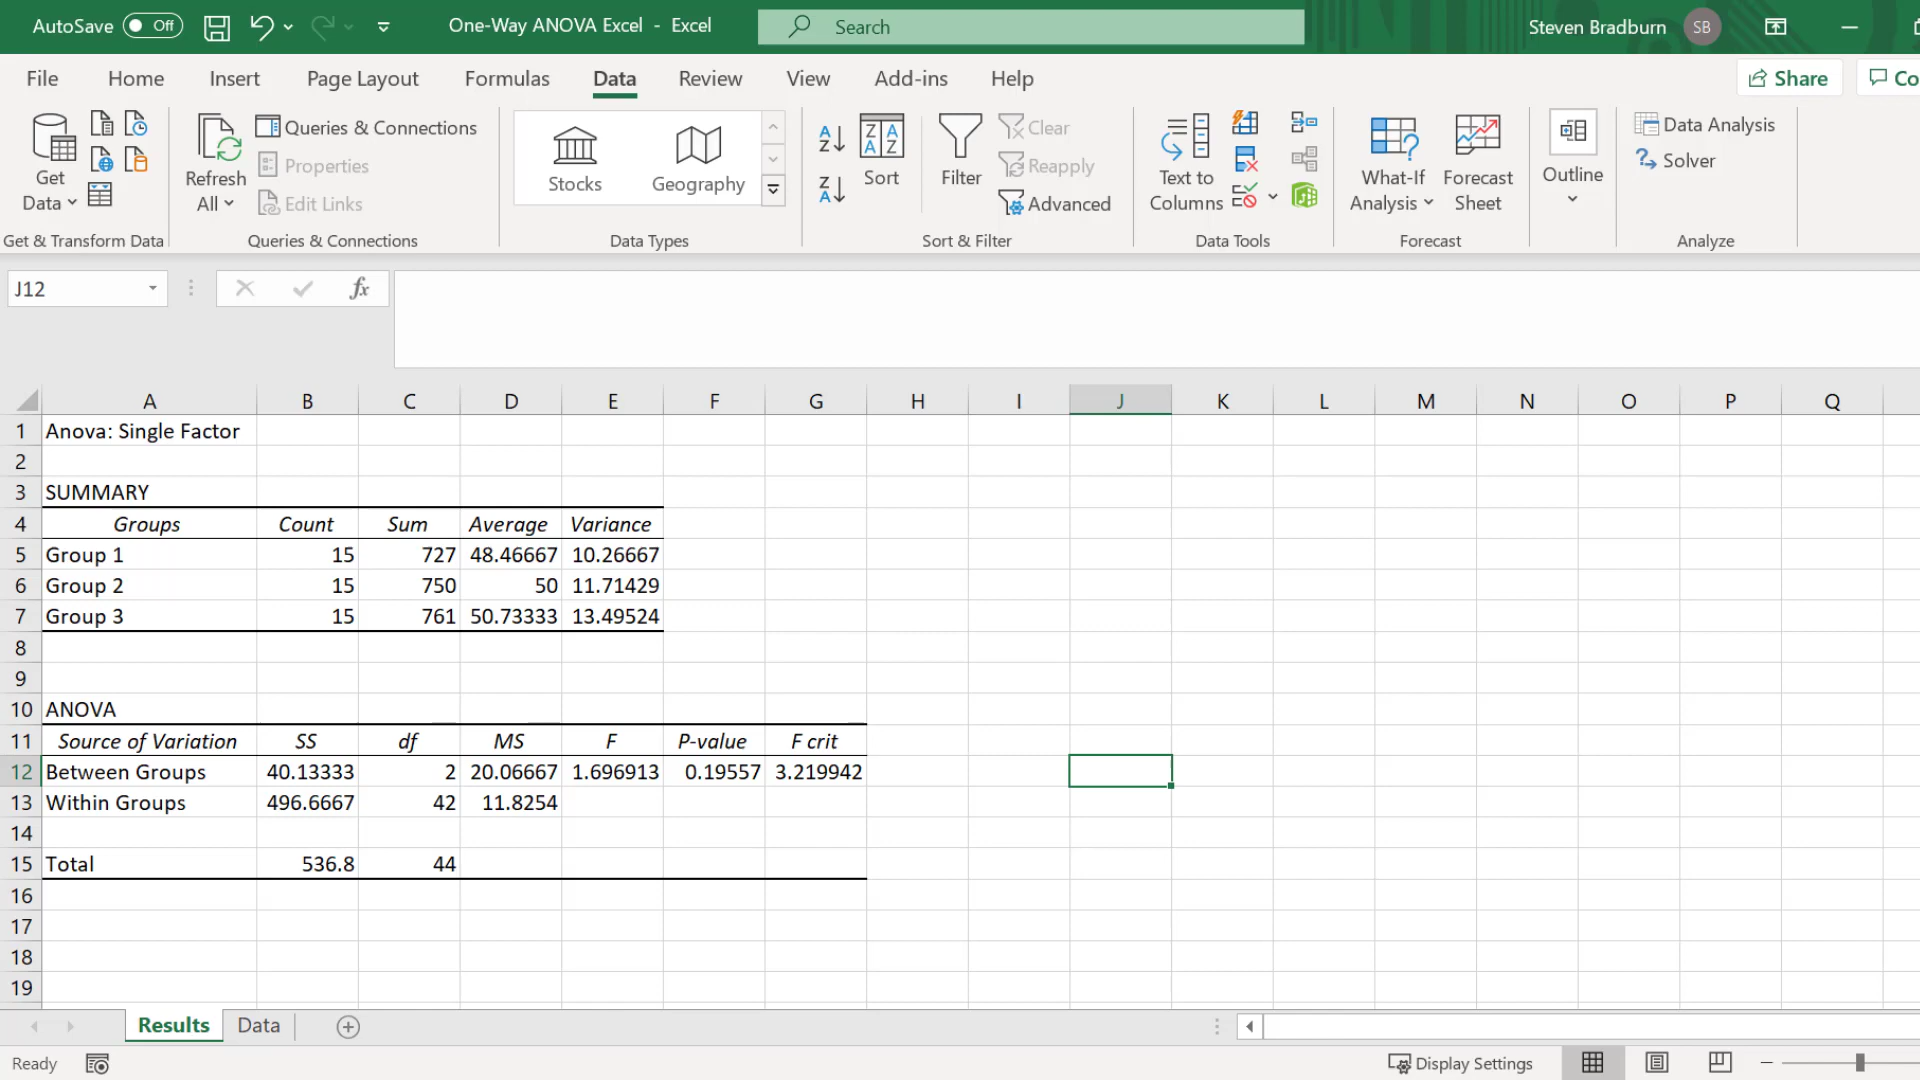 AutoSave Off One-Way ANOVA Excel - Excel Search Steven Bradburn SB
File Home Insert Page Layout Formulas Data Review View Add-ins Help Share Co
Get Data Refresh All Queries & Connections Properties Edit Links Stocks Geography Sort Filter Clear Reapply Advanced Text to Columns What-If Analysis Forecast Sheet Outline Data Analysis Solver
Get & Transform Data Queries & Connections Data Types Sort & Filter Data Tools Forecast Analyze
J12 fx
A B C D E F G H I J K L M N O P Q
1 Anova: Single Factor
2
3 SUMMARY
4 Groups Count Sum Average Variance
5 Group 1 15 727 48.46667 10.26667
6 Group 2 15 750 50 11.71429
7 Group 3 15 761 50.73333 13.49524
8
9
10 ANOVA
11 Source of Variation SS df MS F P-value F crit
12 Between Groups 40.13333 2 20.06667 1.696913 0.19557 3.219942
13 Within Groups 496.6667 42 11.8254
14
15 Total 536.8 44
16
17
18
19
Results Data
Ready Display Settings